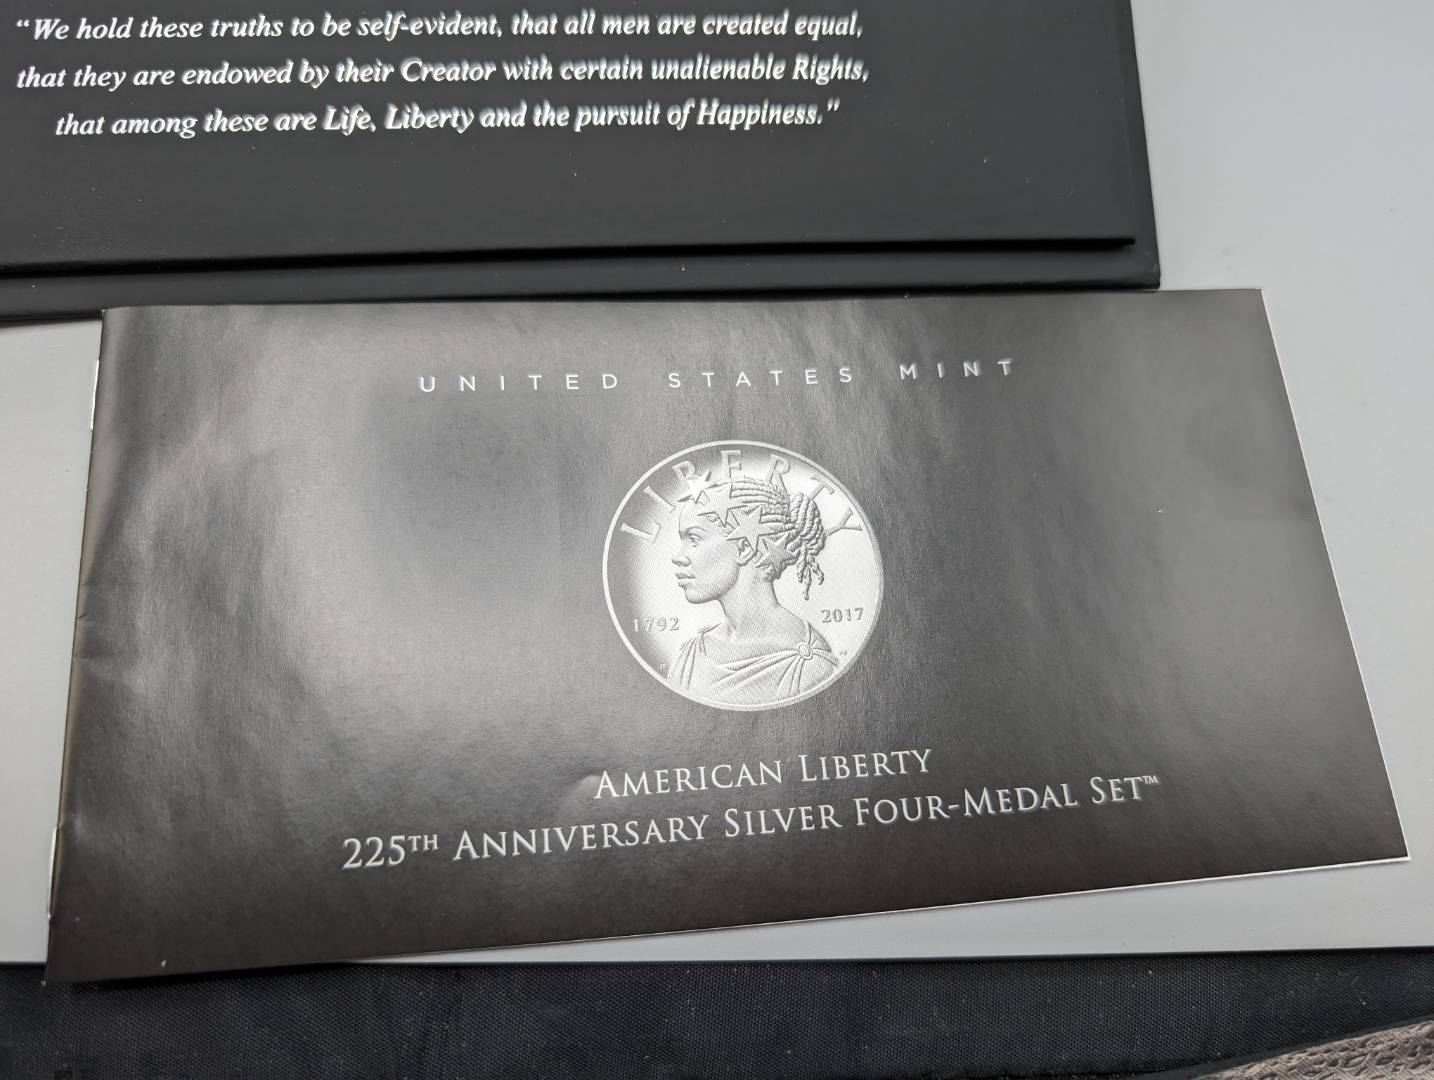 “We hold these truths to be self-evident, that all men are created equal,
that they are endowed by their Creator with certain unalienable Rights,
that among these are Life, Liberty and the pursuit of Happiness.”
UNITED STATES MINT
LIBERTY
1792 2017
AMERICAN LIBERTY
225TH ANNIVERSARY SILVER FOUR-MEDAL SET™